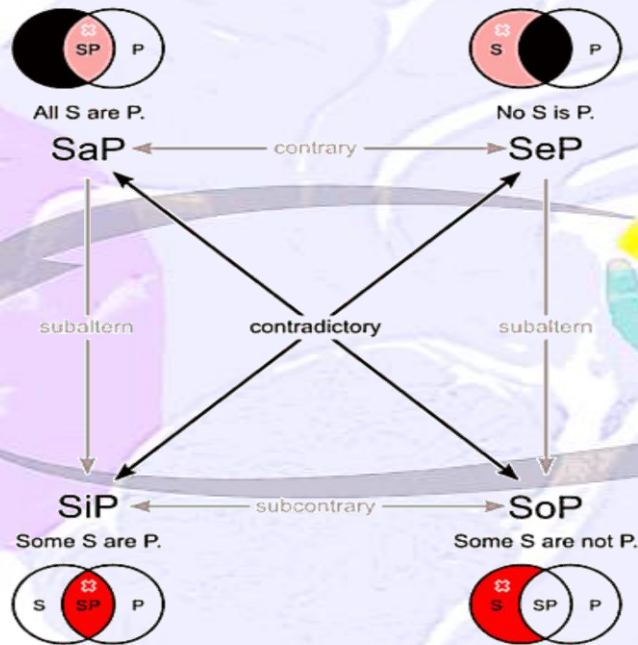 SP P
S P
All S are P.
No S is P.
SaP contrary SeP
subaltern contradictory subaltern
SiP subcontrary SoP
Some S are P.
Some S are not P.
S SP P
S SP P